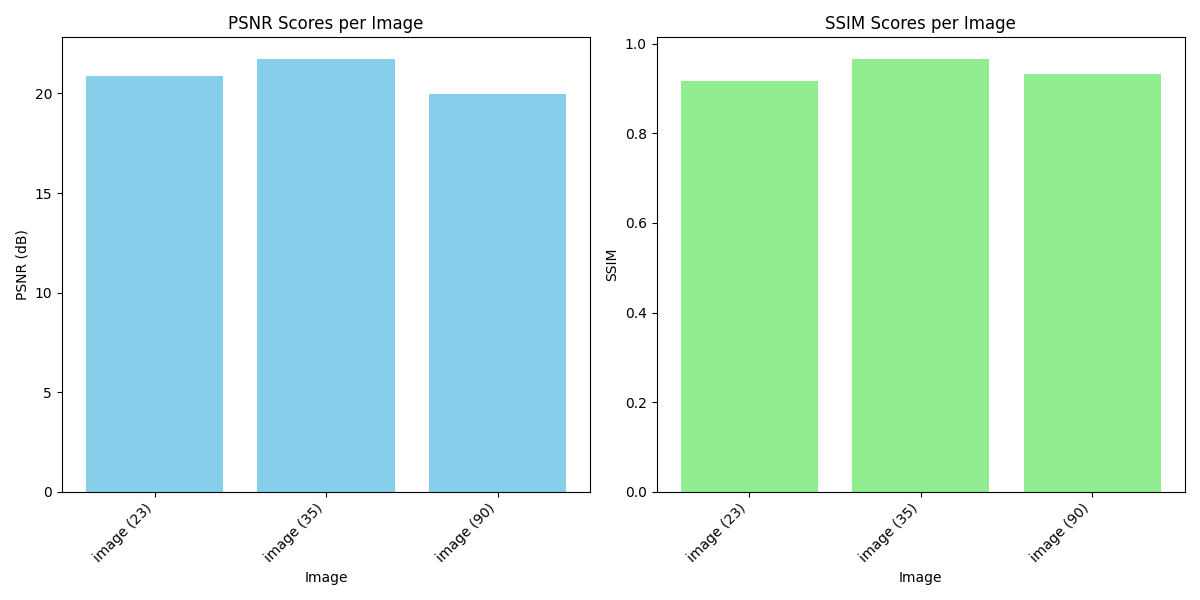 PSNR Scores per Image
PSNR (dB)
20
15
10
5
0
image (23)
image (35)
image (90)
Image
SSIM Scores per Image
SSIM
1.0
0.8
0.6
0.4
0.2
0.0
image (23)
image (35)
image (90)
Image